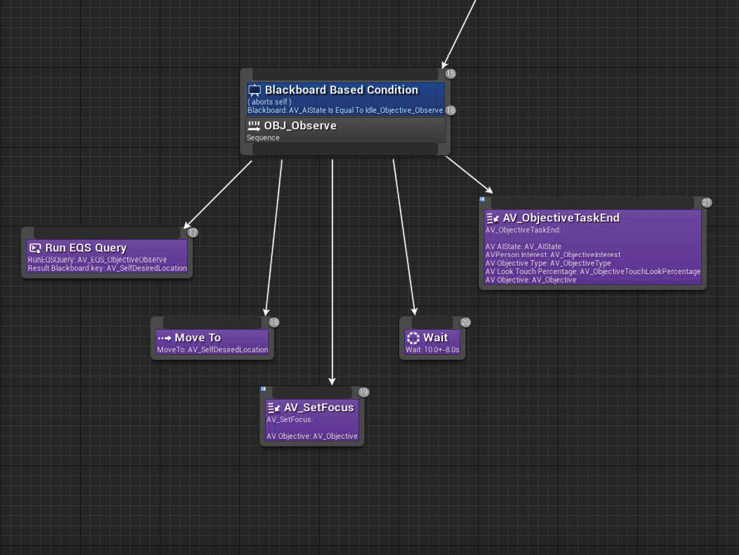 15
Blackboard Based Condition
( aborts self )
Blackboard: AV_AIState Is Equal To Idle_Objective_Observe
16
OBJ_Observe
Sequence
21
AV_ObjectiveTaskEnd
AV_ObjectiveTaskEnd:
AV AIState: AV_AIState
AVPerson Interest: AV_ObjectiveInterest
AV Objective Type: AV_ObjectiveType
AV Look Touch Percentage: AV_ObjectiveTouchLookPercentage
AV Objective: AV_Objective
17
Run EQS Query
RunEQSQuery: AV_EQS_ObjectiveObserve
Result Blackboard key: AV_SelfDesiredLocation
18
Move To
MoveTo: AV_SelfDesiredLocation
20
Wait
Wait: 10.0+-8.0s
19
AV_SetFocus
AV_SetFocus:
AV Objective: AV_Objective